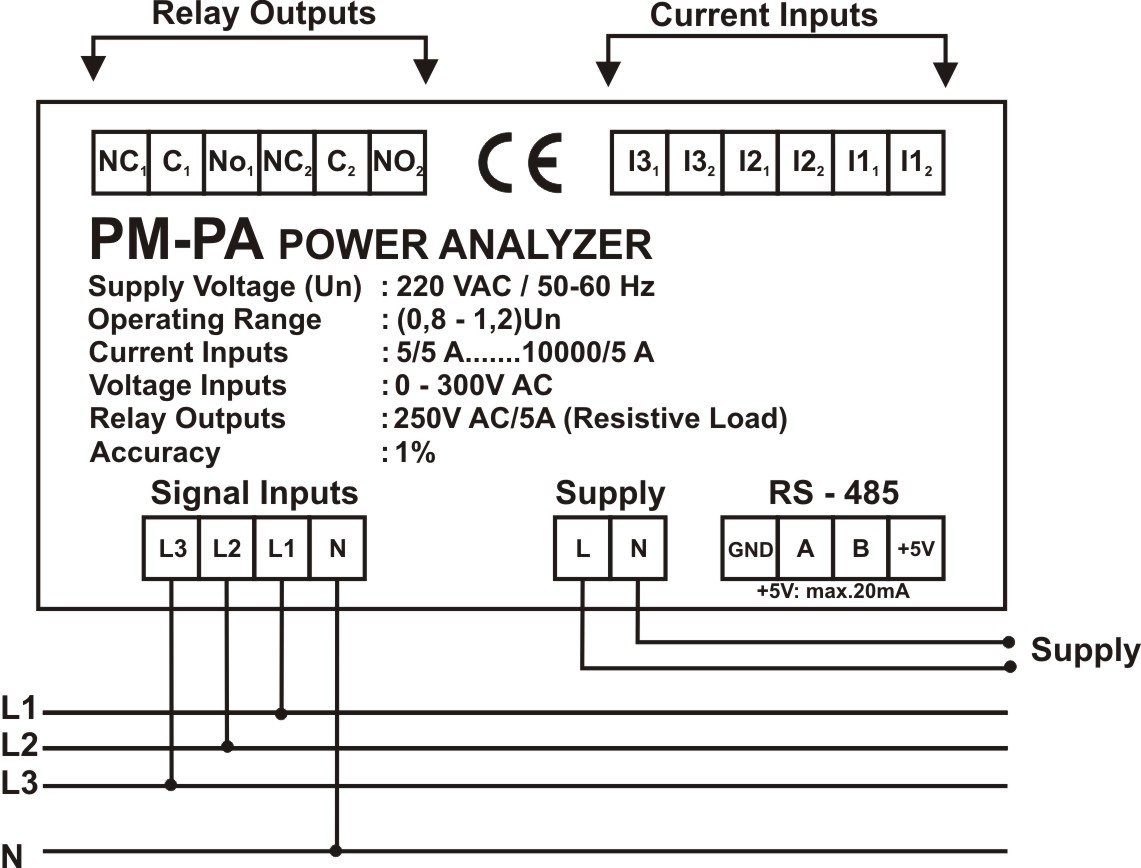 Relay Outputs
Current Inputs
NC₁ C₁ No₁ NC₂ C₂ NO₂
CE
I3₁ I3₂ I2₁ I2₂ I1₁ I1₂
PM-PA POWER ANALYZER
Supply Voltage (Un) : 220 VAC / 50-60 Hz
Operating Range : (0,8 - 1,2)Un
Current Inputs : 5/5 A.......10000/5 A
Voltage Inputs : 0 - 300V AC
Relay Outputs : 250V AC/5A (Resistive Load)
Accuracy : 1%
Signal Inputs
Supply
RS - 485
L3 L2 L1 N
L N
GND A B +5V
+5V: max.20mA
Supply
L1
L2
L3
N